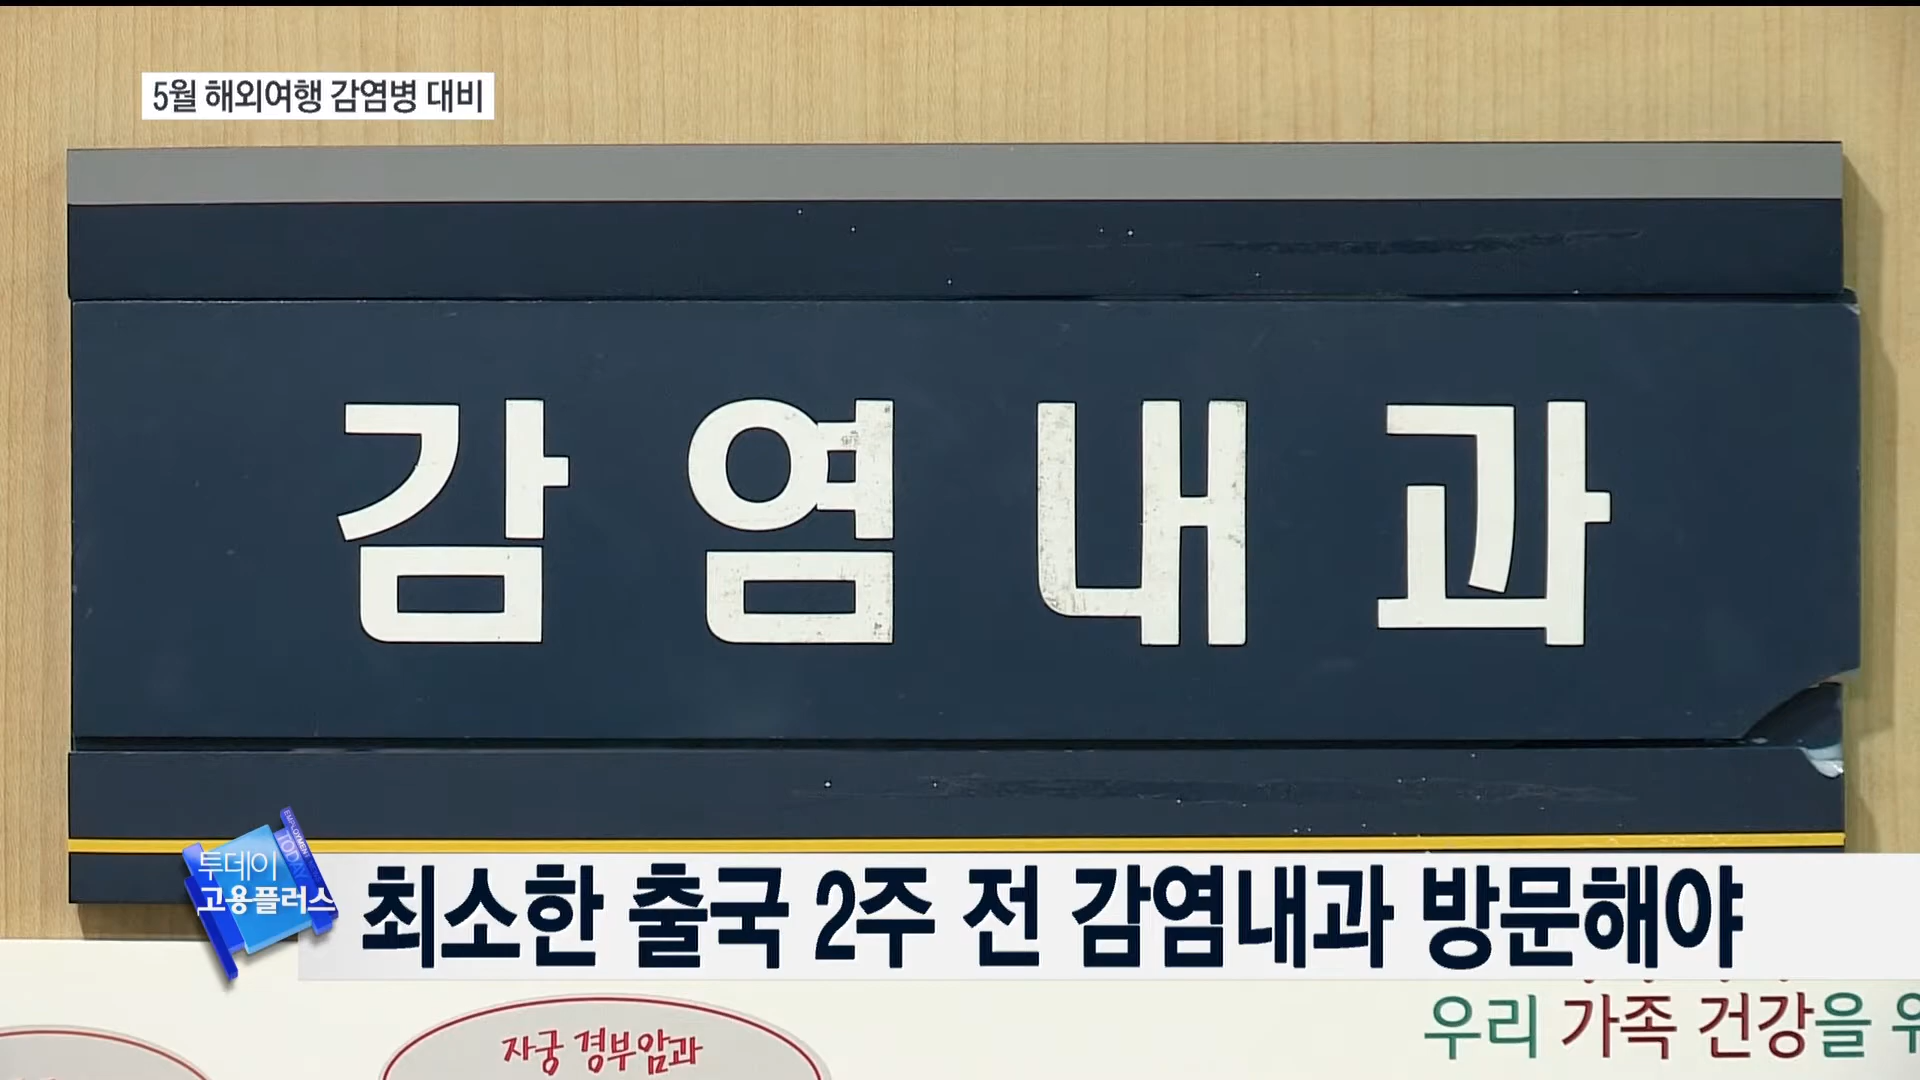 5월 해외여행 감염병 대비
감염내과
EMPLOYMENT
TODAY
투데이
고용플러스
최소한 출국 2주 전 감염내과 방문해야
우리 가족 건강을
자궁 경부암과